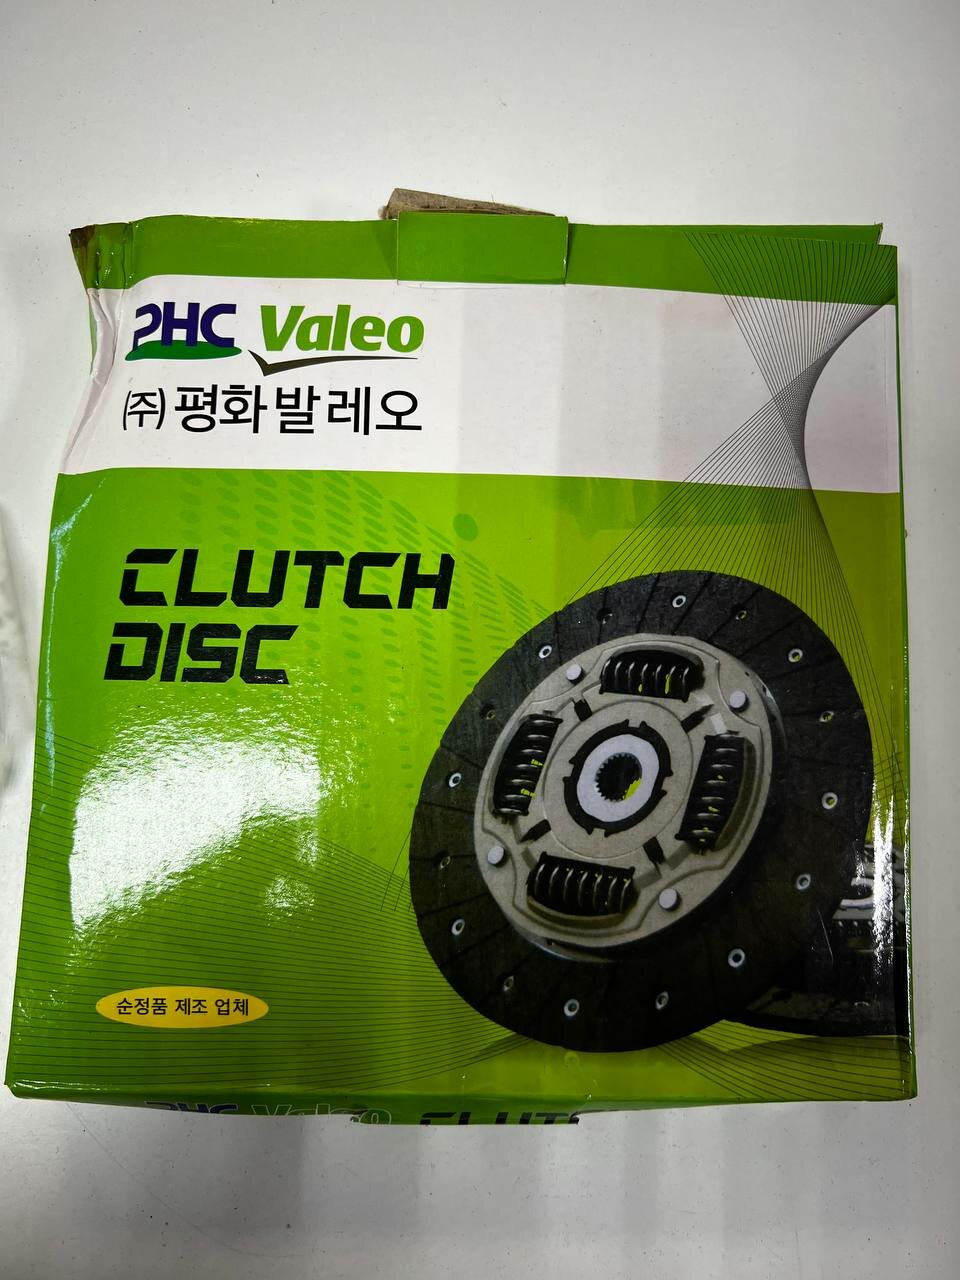 PHC Valeo
(주) 평화발레오
CLUTCH
DISC
순정품 제조 업체
PHC Valeo CLUTC